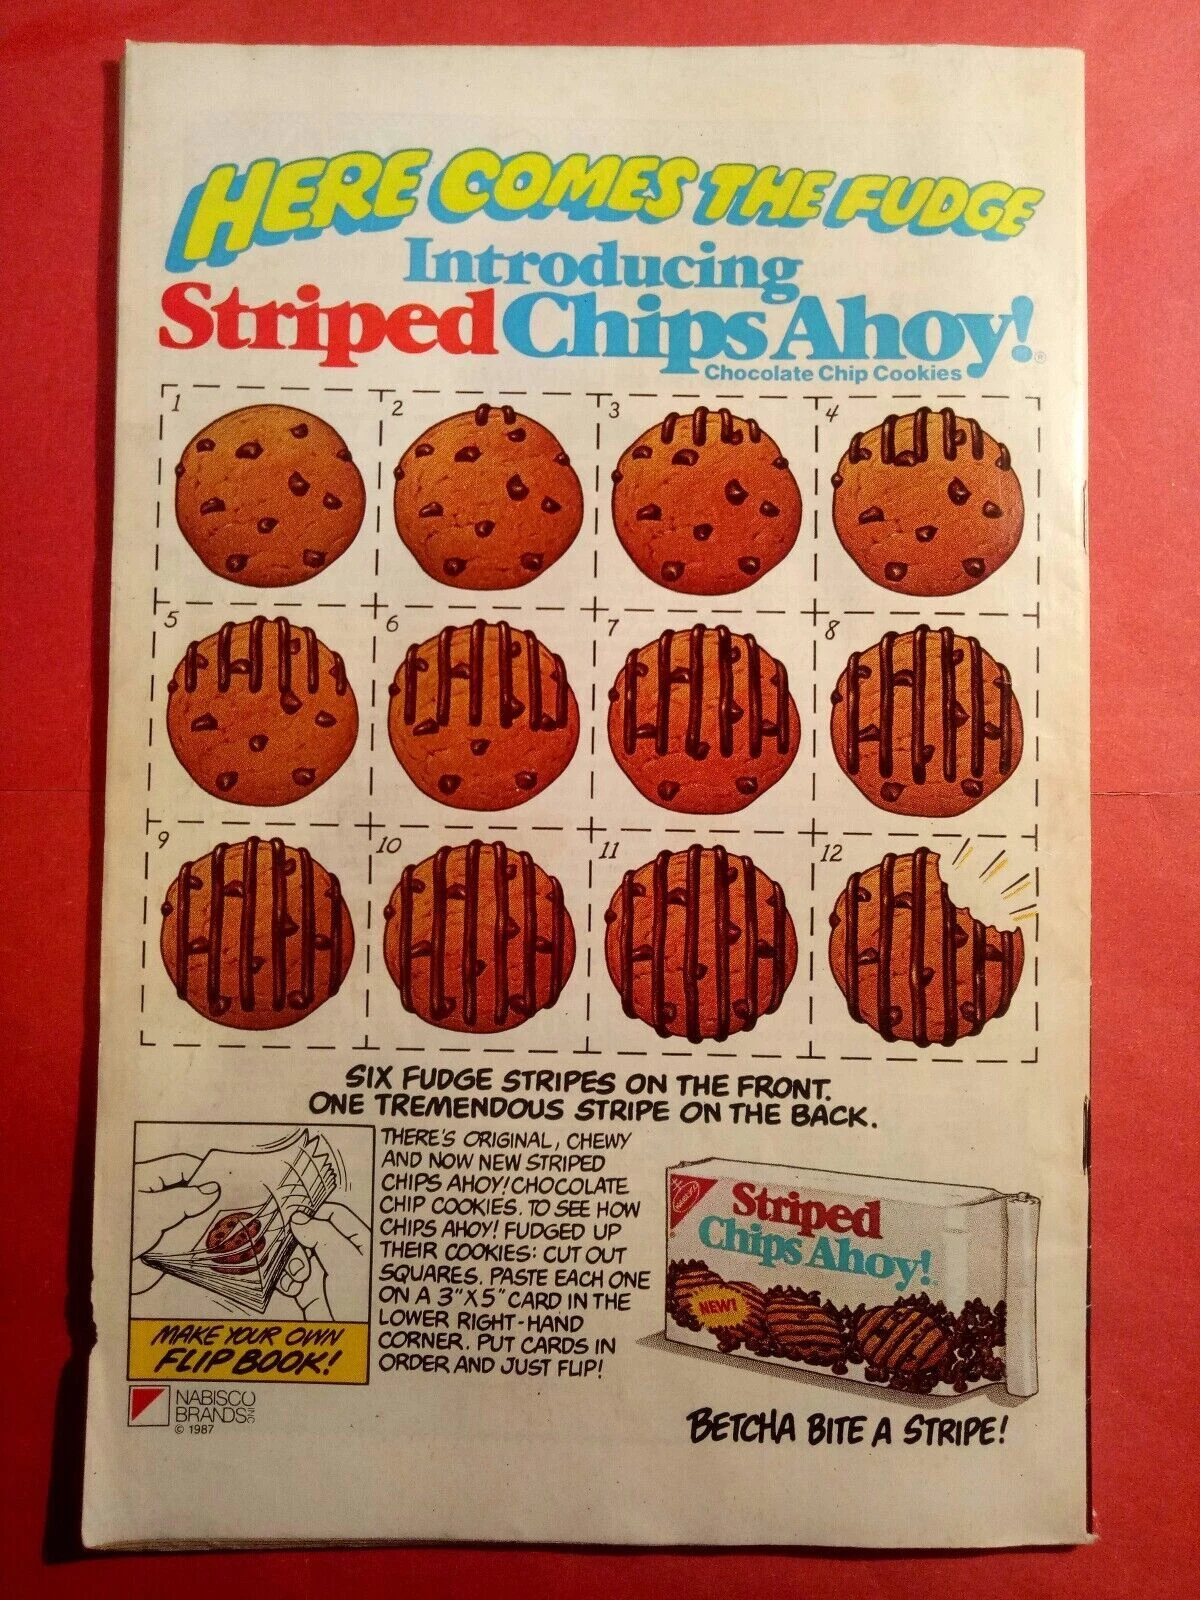 HERE COMES THE FUDGE
Introducing
Striped Chips Ahoy!®
Chocolate Chip Cookies
1
2
3
4
5
6
7
8
9
10
11
12
SIX FUDGE STRIPES ON THE FRONT.
ONE TREMENDOUS STRIPE ON THE BACK.
THERE'S ORIGINAL, CHEWY
AND NOW NEW STRIPED
CHIPS AHOY! CHOCOLATE
CHIP COOKIES. TO SEE HOW
CHIPS AHOY! FUDGED UP
THEIR COOKIES: CUT OUT
SQUARES. PASTE EACH ONE
ON A 3"X5" CARD IN THE
LOWER RIGHT-HAND
CORNER. PUT CARDS IN
ORDER AND JUST FLIP!
MAKE YOUR OWN
FLIP BOOK!
NABISCO
BRANDS INC
© 1987
NABISCO
Striped
Chips Ahoy!
NEW!
BETCHA BITE A STRIPE!